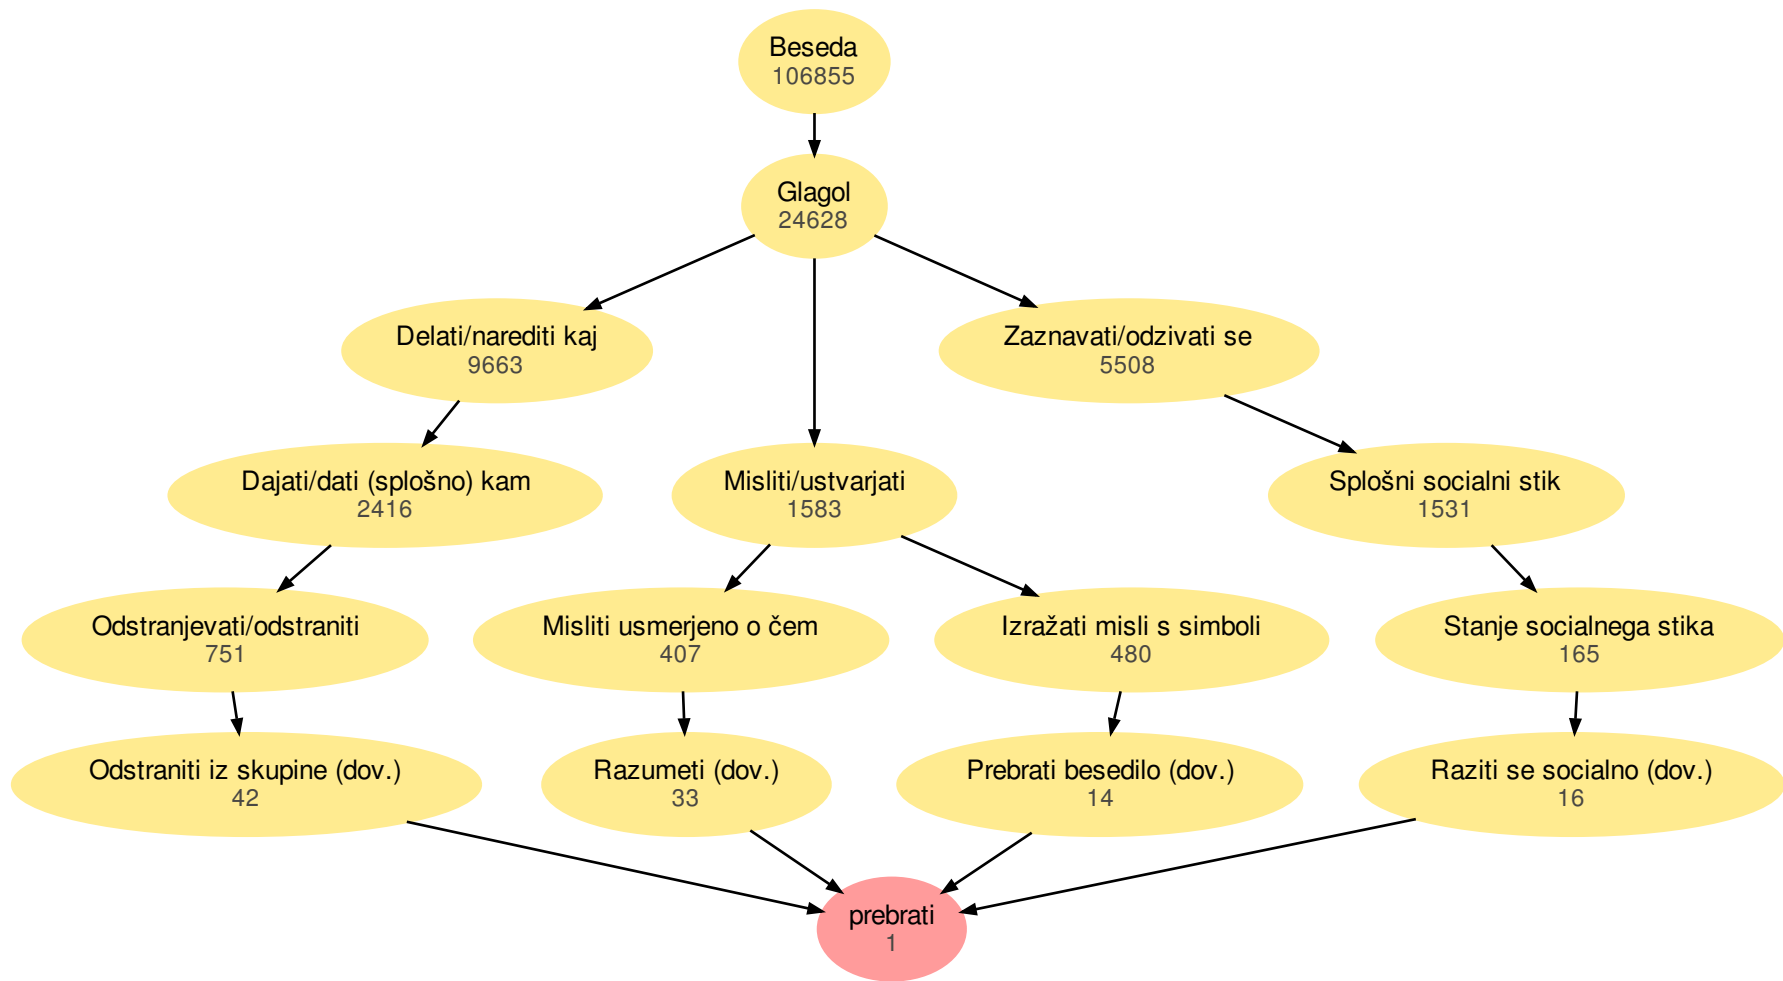 Beseda
106855
Glagol
24628
Delati/narediti kaj
9663
Zaznavati/odzivati se
5508
Dajati/dati (splošno) kam
2416
Misliti/ustvarjati
1583
Splošni socialni stik
1531
Odstranjevati/odstraniti
751
Misliti usmerjeno o čem
407
Izražati misli s simboli
480
Stanje socialnega stika
165
Odstraniti iz skupine (dov.)
42
Razumeti (dov.)
33
Prebrati besedilo (dov.)
14
Raziti se socialno (dov.)
16
prebrati
1